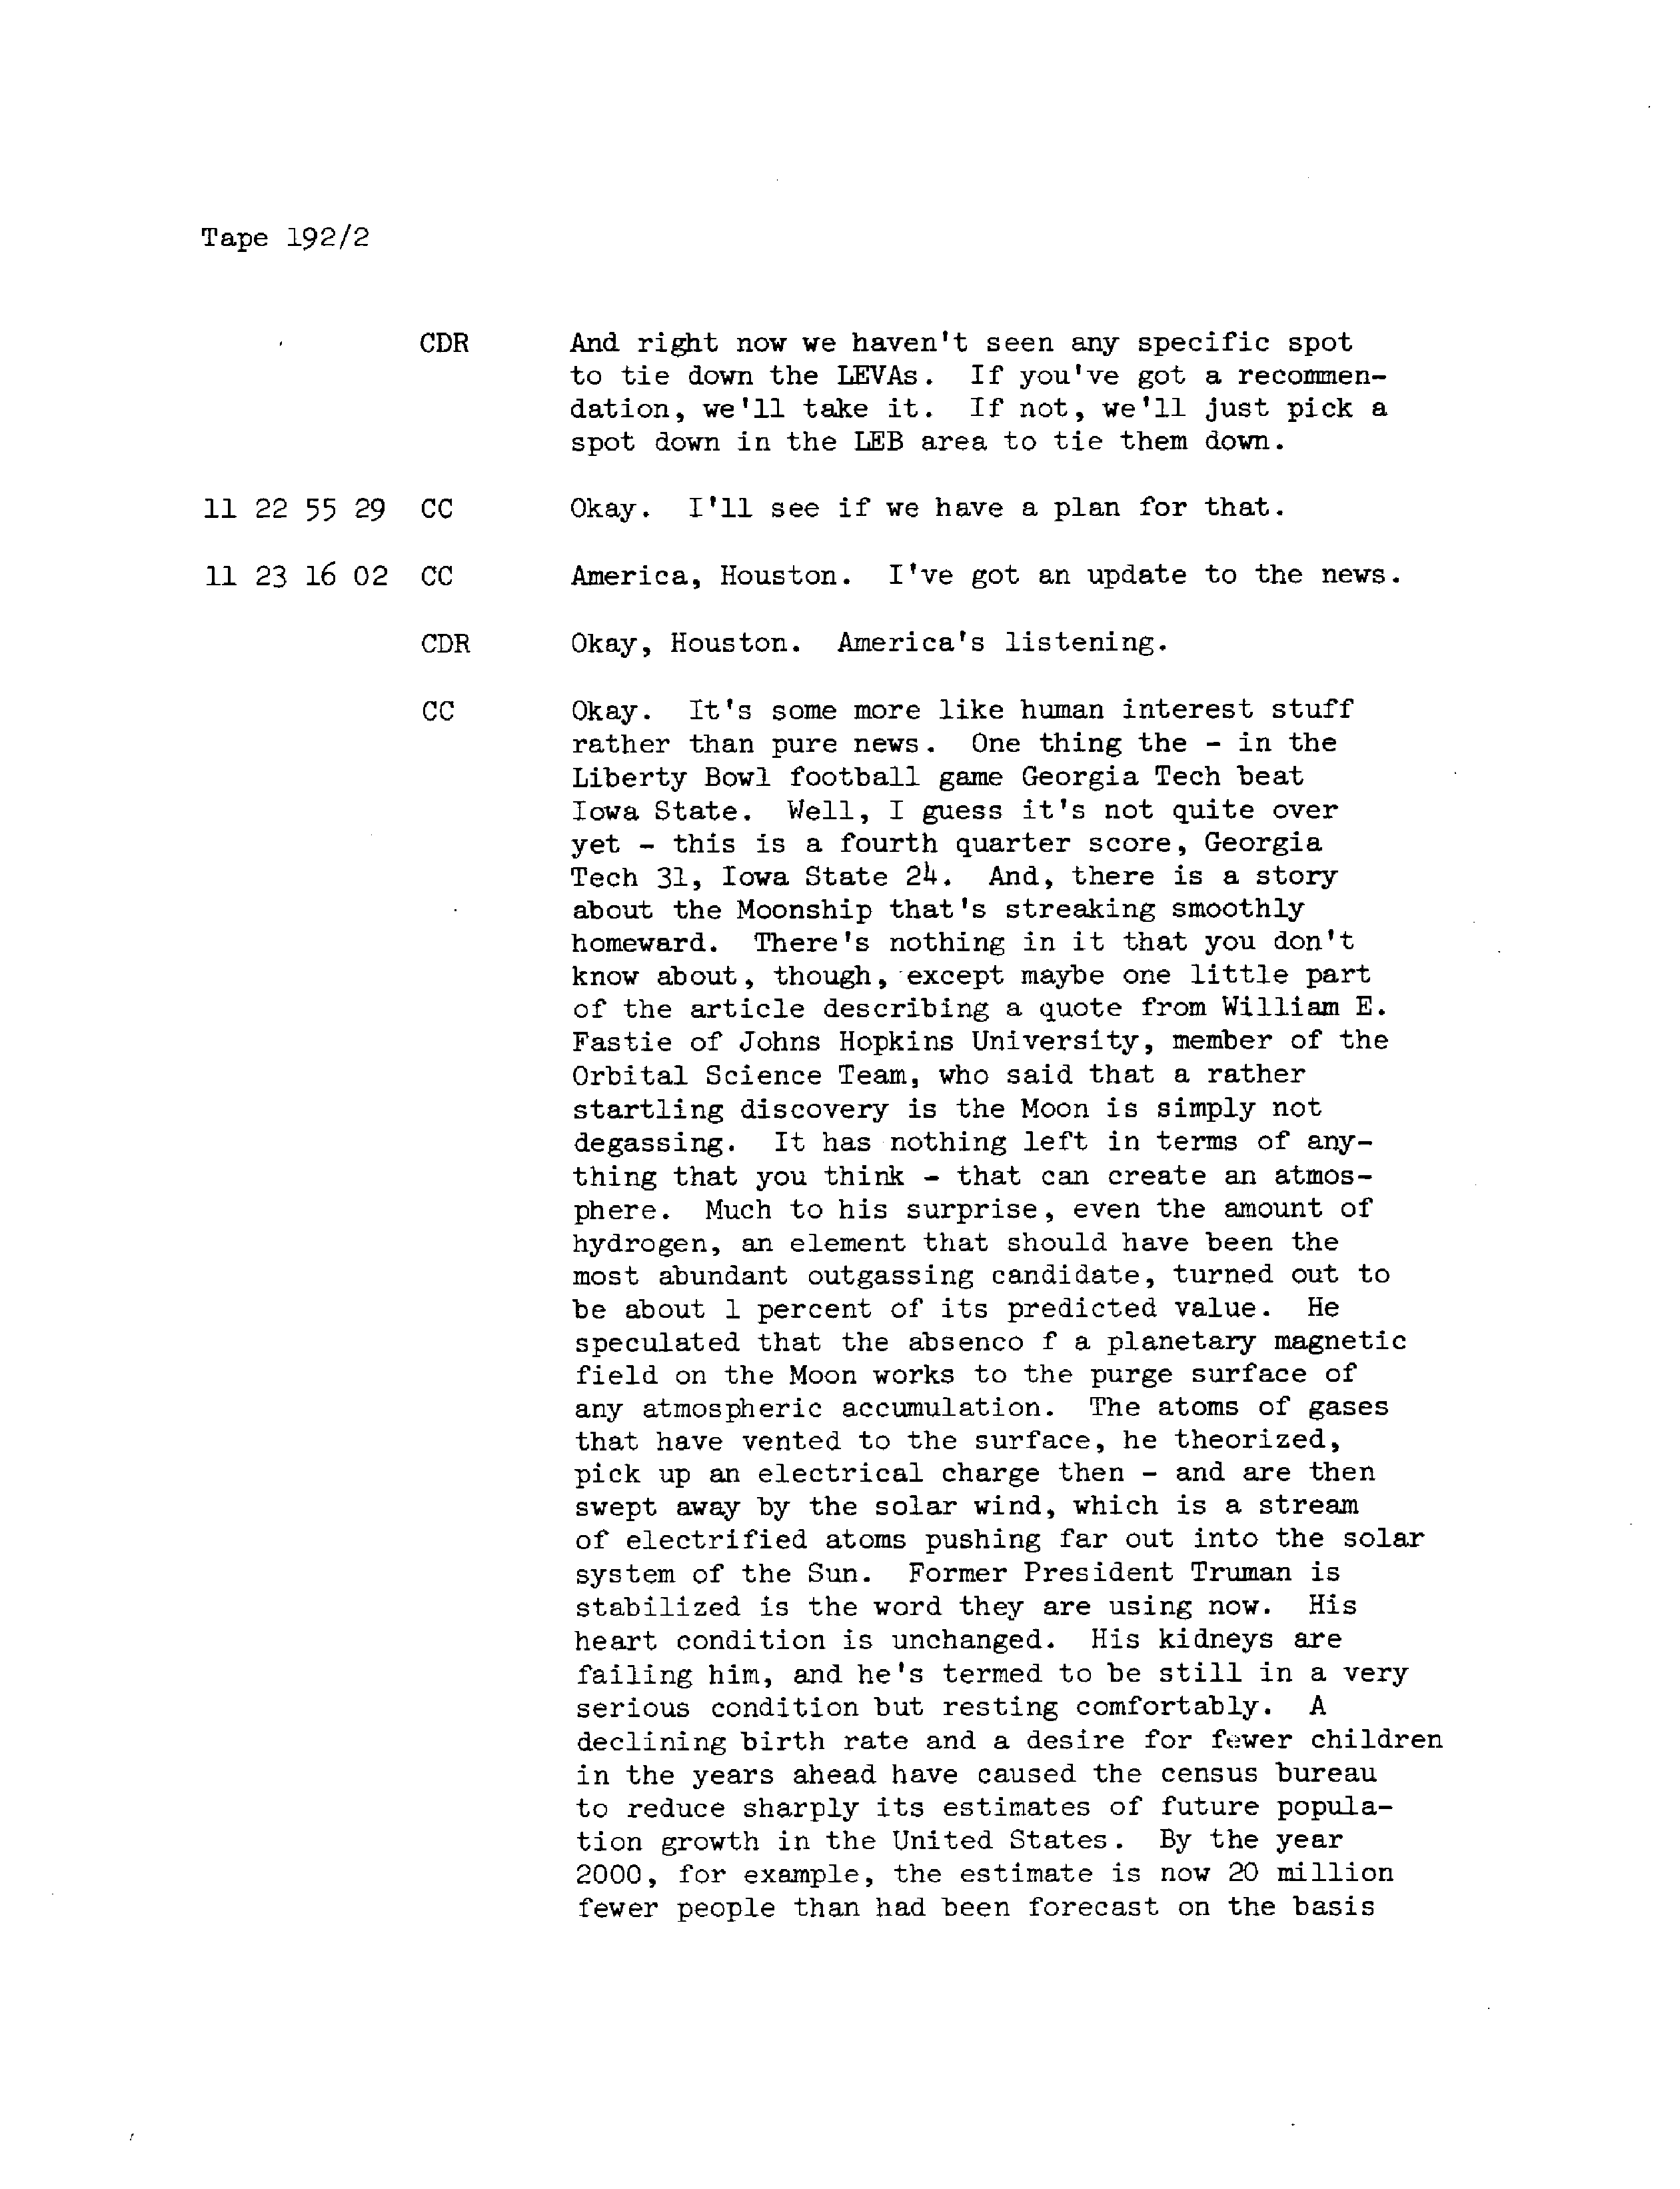 Tape 192/2
CDR And right now we haven't seen any specific spot
to tie down the LEVAs. If you've got a recommen-
dation, we'll take it. If not, we'll just pick a
spot down in the LEB area to tie them down.
11 22 55 29 CC Okay. I'll see if we have a plan for that.
11 23 16 02 CC America, Houston. I've got an update to the news.
CDR Okay, Houston. America's listening.
CC Okay. It's some more like human interest stuff
rather than pure news. One thing the - in the
Liberty Bowl football game Georgia Tech beat
Iowa State. Well, I guess it's not quite over
yet - this is a fourth quarter score, Georgia
Tech 31, Iowa State 24. And, there is a story
about the Moonship that's streaking smoothly
homeward. There's nothing in it that you don't
know about, though, except maybe one little part
of the article describing a quote from William E.
Fastie of Johns Hopkins University, member of the
Orbital Science Team, who said that a rather
startling discovery is the Moon is simply not
degassing. It has nothing left in terms of any-
thing that you think - that can create an atmos-
phere. Much to his surprise, even the amount of
hydrogen, an element that should have been the
most abundant outgassing candidate, turned out to
be about 1 percent of its predicted value. He
speculated that the absenco f a planetary magnetic
field on the Moon works to the purge surface of
any atmospheric accumulation. The atoms of gases
that have vented to the surface, he theorized,
pick up an electrical charge then - and are then
swept away by the solar wind, which is a stream
of electrified atoms pushing far out into the solar
system of the Sun. Former President Truman is
stabilized is the word they are using now. His
heart condition is unchanged. His kidneys are
failing him, and he's termed to be still in a very
serious condition but resting comfortably. A
declining birth rate and a desire for fewer children
in the years ahead have caused the census bureau
to reduce sharply its estimates of future popula-
tion growth in the United States. By the year
2000, for example, the estimate is now 20 million
fewer people than had been forecast on the basis